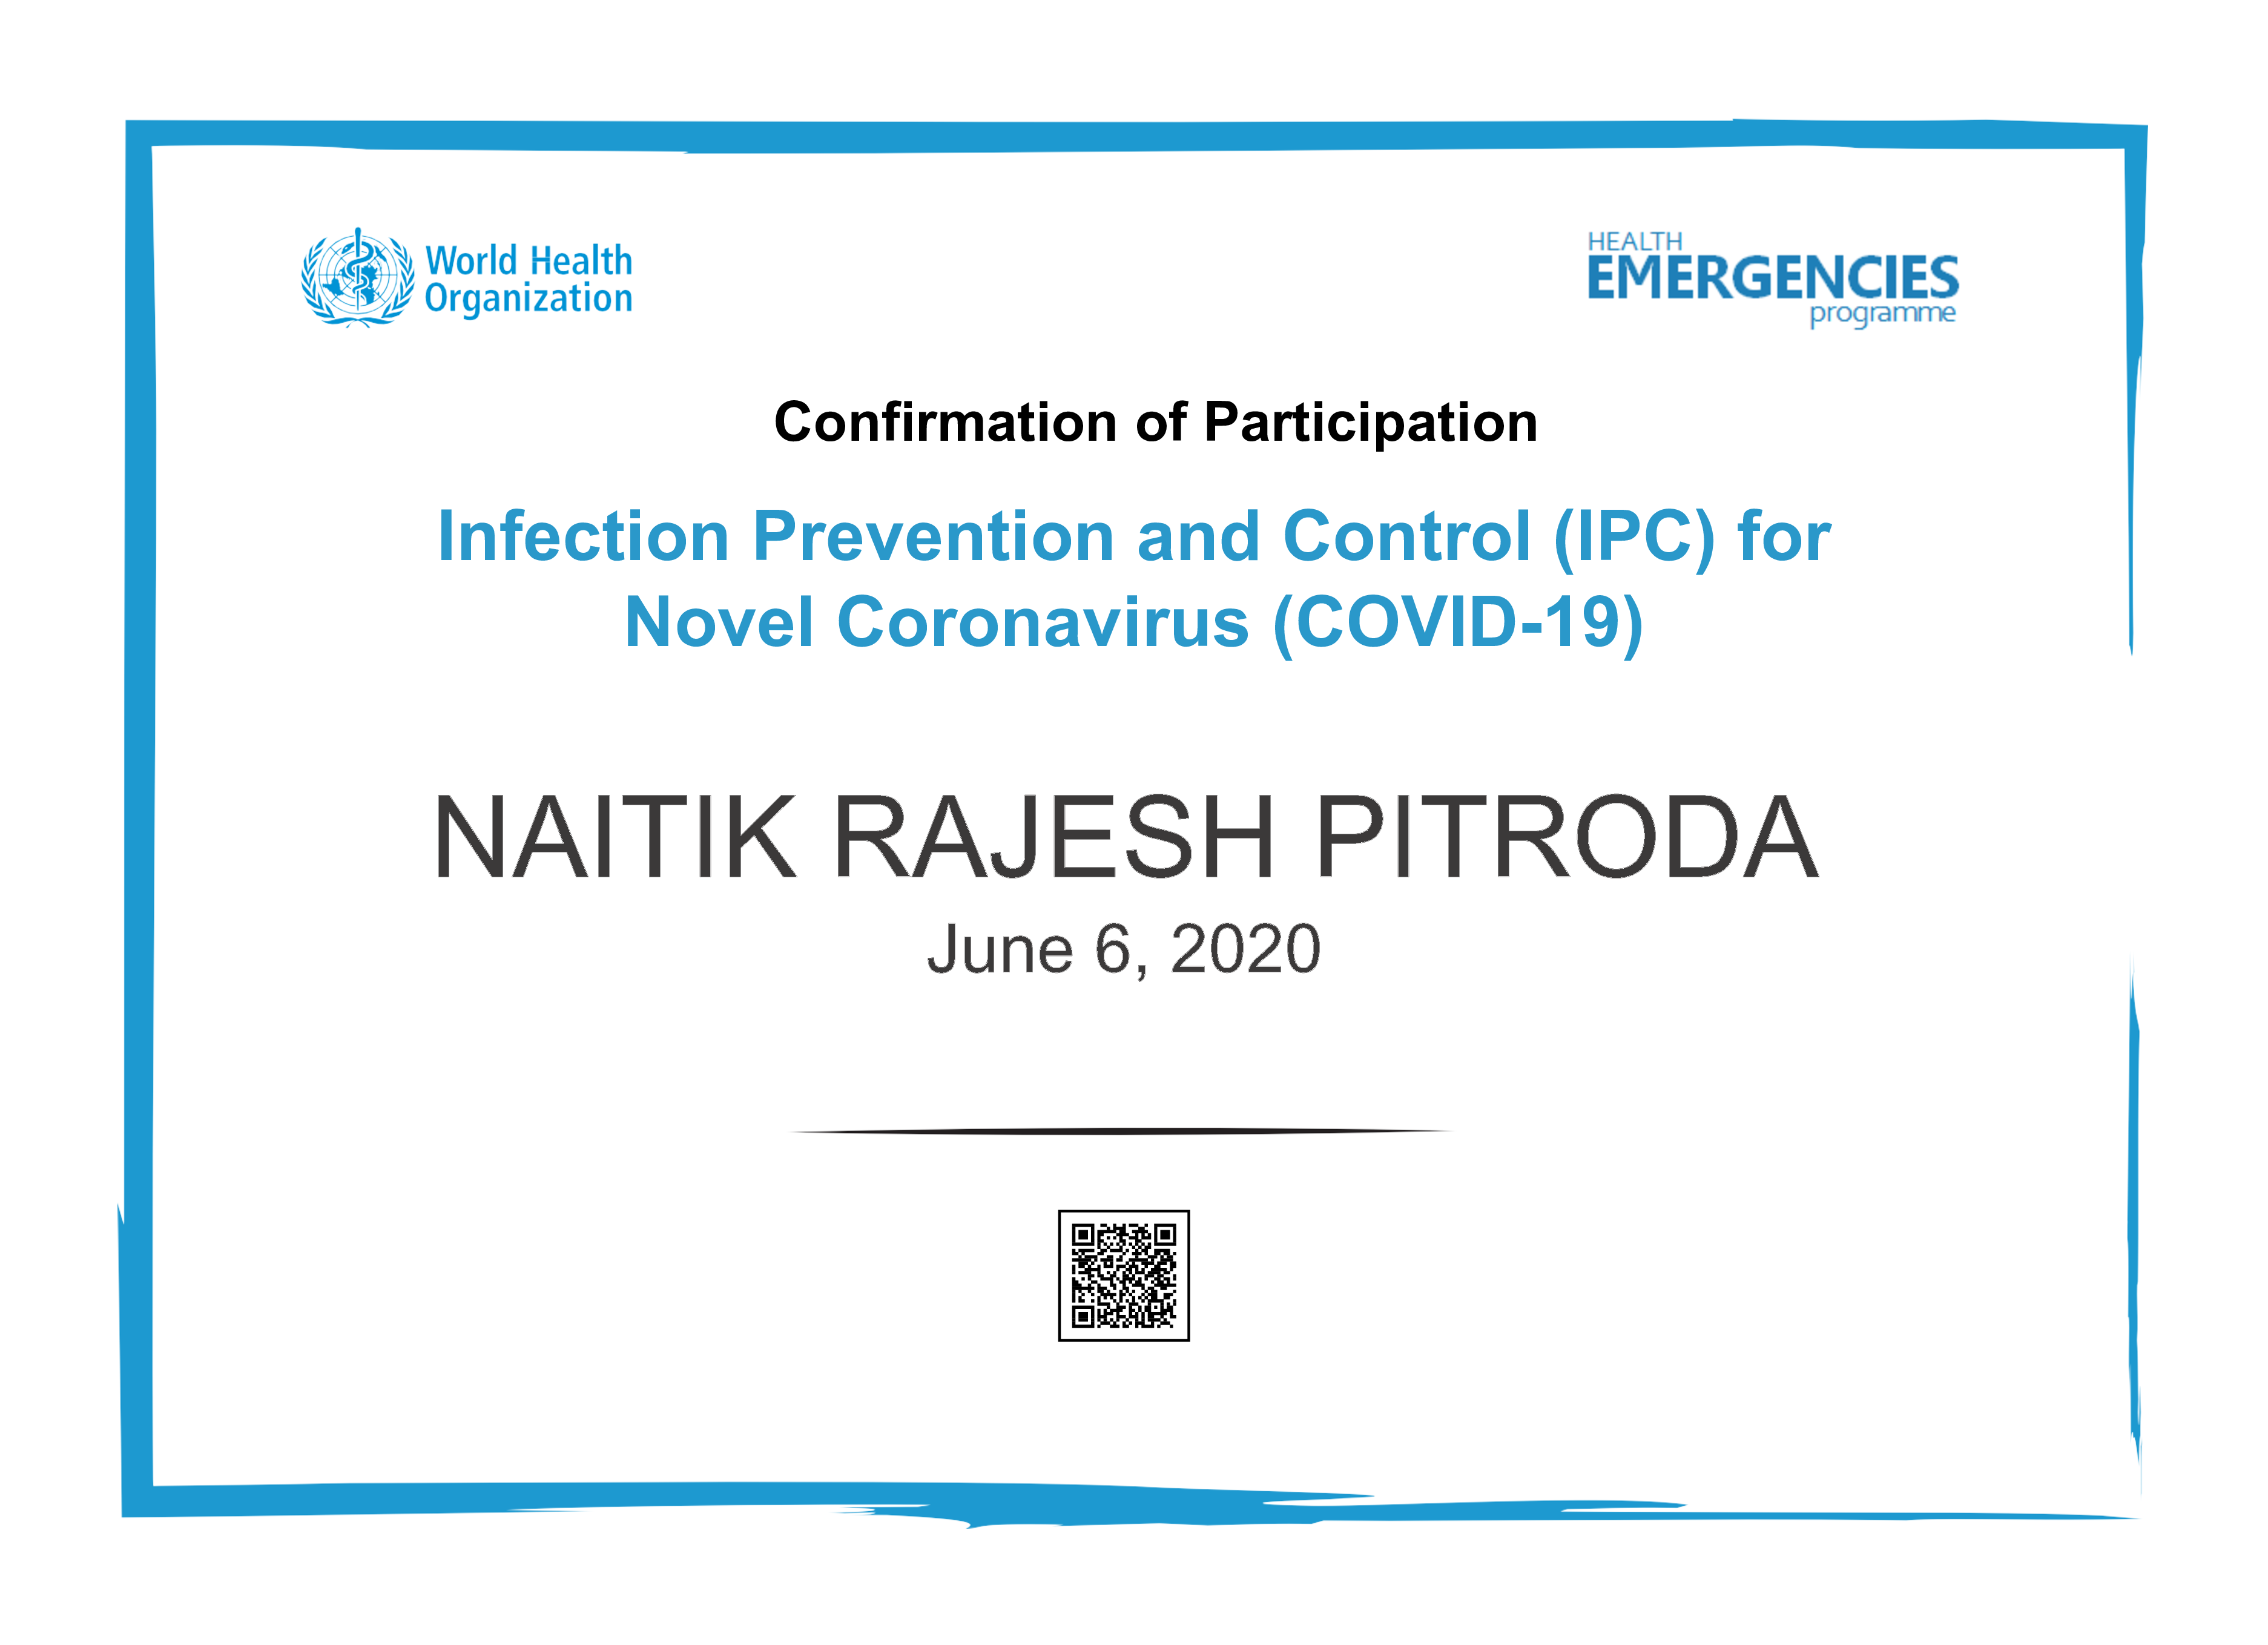 World Health
Organization
HEALTH
EMERGENCIES
programme
Confirmation of Participation
Infection Prevention and Control (IPC) for
Novel Coronavirus (COVID-19)
NAITIK RAJESH PITRODA
June 6, 2020